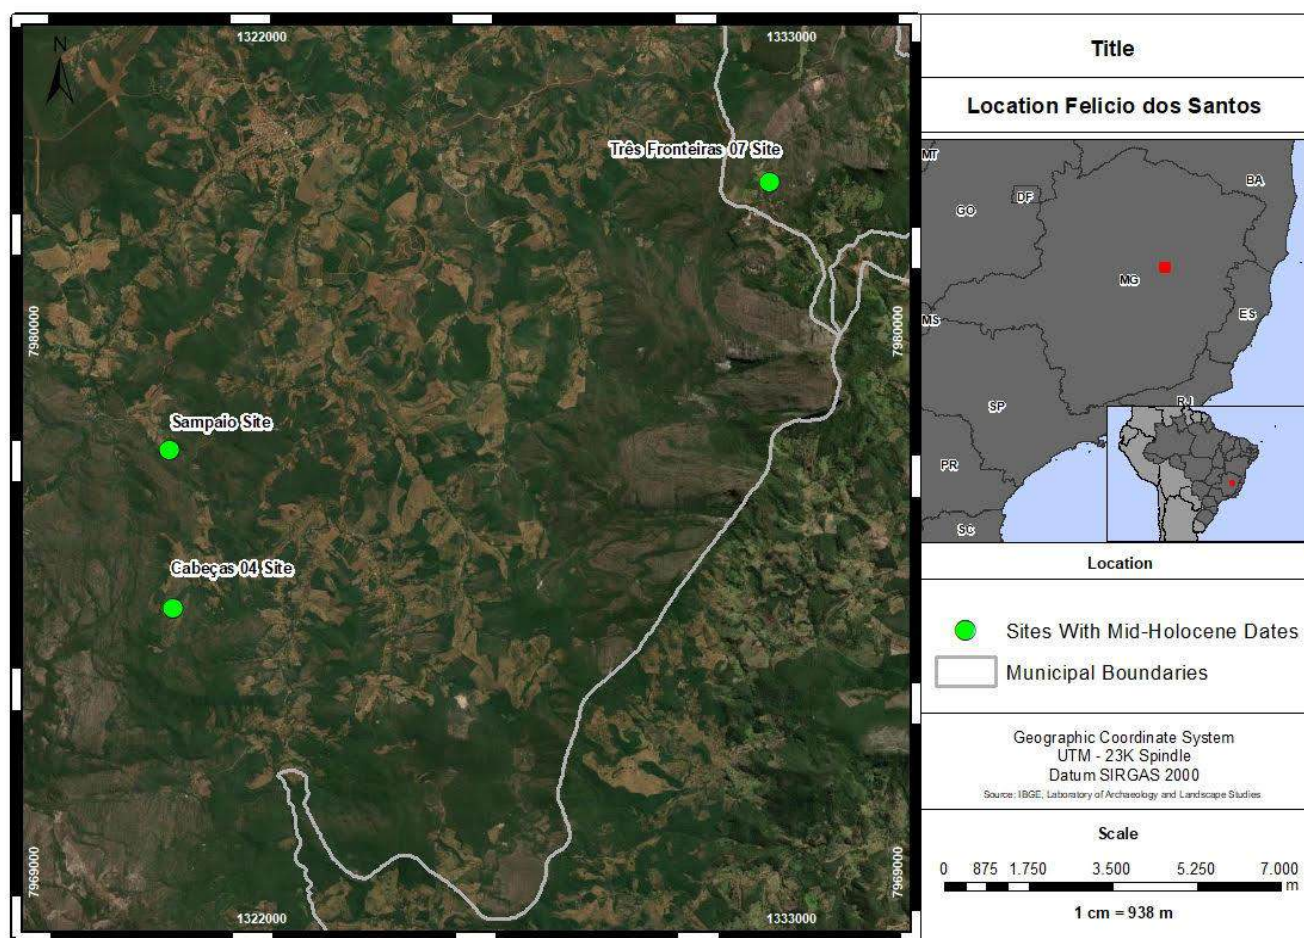 N
1322000
1333000
Três Fronteiras 07 Site
7980000
7980000
Sampaio Site
Cabeças 04 Site
7969000
7969000
1322000
1333000
Title
Location Felicio dos Santos
MT
BA
DF
GO
MG
MS
ES
SP
RJ
PR
SC
Location
Sites With Mid-Holocene Dates
Municipal Boundaries
Geographic Coordinate System
UTM - 23K Spindle
Datum SIRGAS 2000
Source: IBGE, Laboratory of Archaeology and Landscape Studies
Scale
0 875 1.750 3.500 5.250 7.000
m
1 cm = 938 m